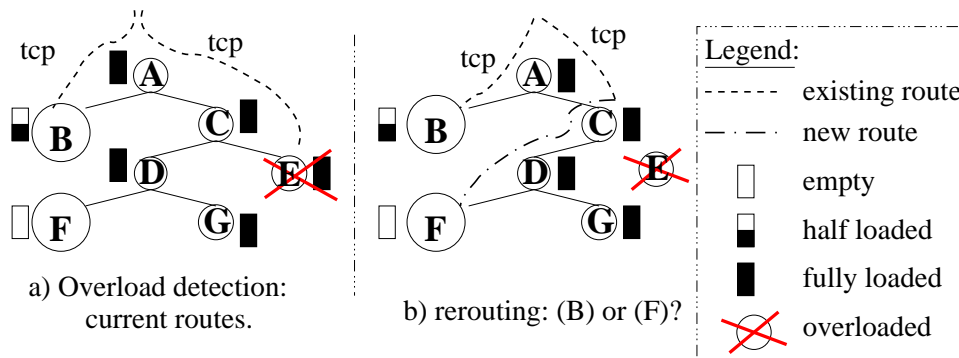 tcp
tcp
A
B
C
D
E
F
G
a) Overload detection:
current routes.
tcp
tcp
A
B
C
D
E
F
G
b) rerouting: (B) or (F)?
Legend:
existing route
new route
empty
half loaded
fully loaded
overloaded